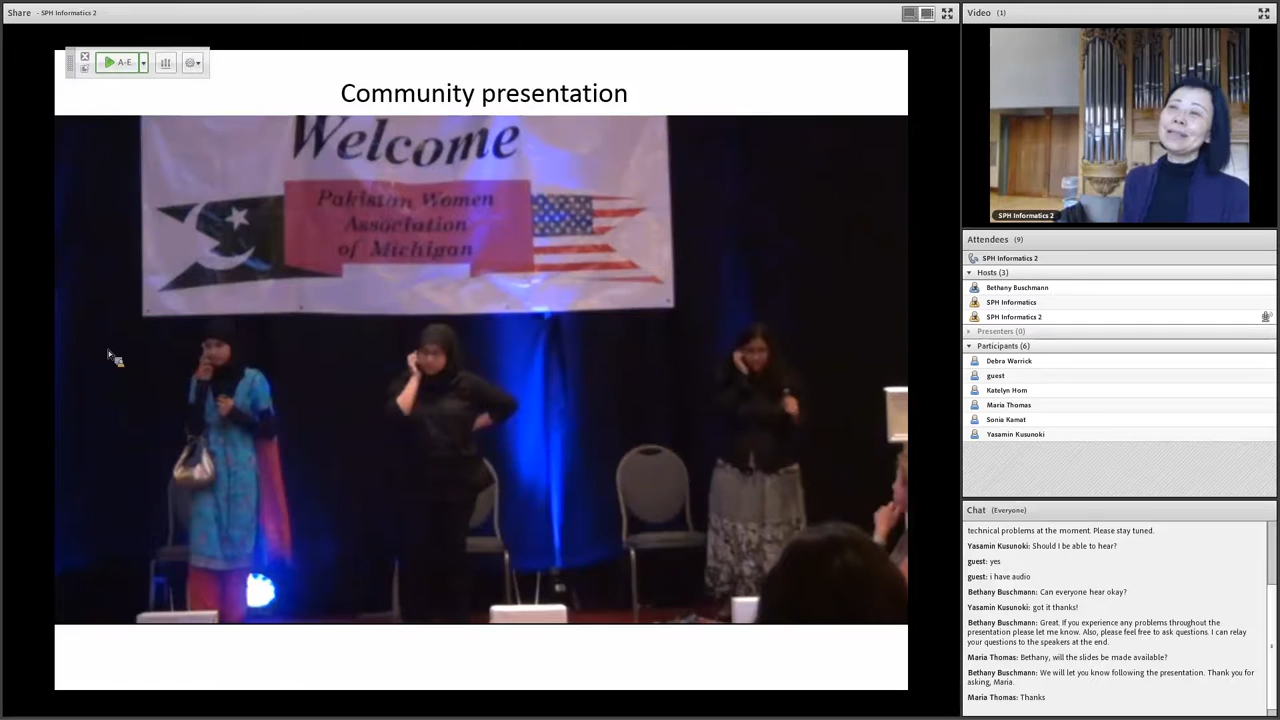 Share - SPH Informatics 2
A-E
Community presentation
Welcome
Pakistan Women
Association
of Michigan
Video (1)
SPH Informatics 2
Attendees (9)
SPH Informatics 2
Hosts (3)
Bethany Buschmann
SPH Informatics
SPH Informatics 2
Presenters (0)
Participants (6)
Debra Warrick
guest
Katelyn Hom
Maria Thomas
Sonia Kamat
Yasamin Kusunoki
Chat (Everyone)
technical problems at the moment. Please stay tuned.
Yasamin Kusunoki: Should I be able to hear?
guest: yes
guest: i have audio
Bethany Buschmann: Can everyone hear okay?
Yasamin Kusunoki: got it thanks!
Bethany Buschmann: Great. If you experience any problems throughout the
presentation please let me know. Also, please feel free to ask questions. I can relay
your questions to the speakers at the end.
Maria Thomas: Bethany, will the slides be made available?
Bethany Buschmann: We will let you know following the presentation. Thank you for
asking, Maria.
Maria Thomas: Thanks